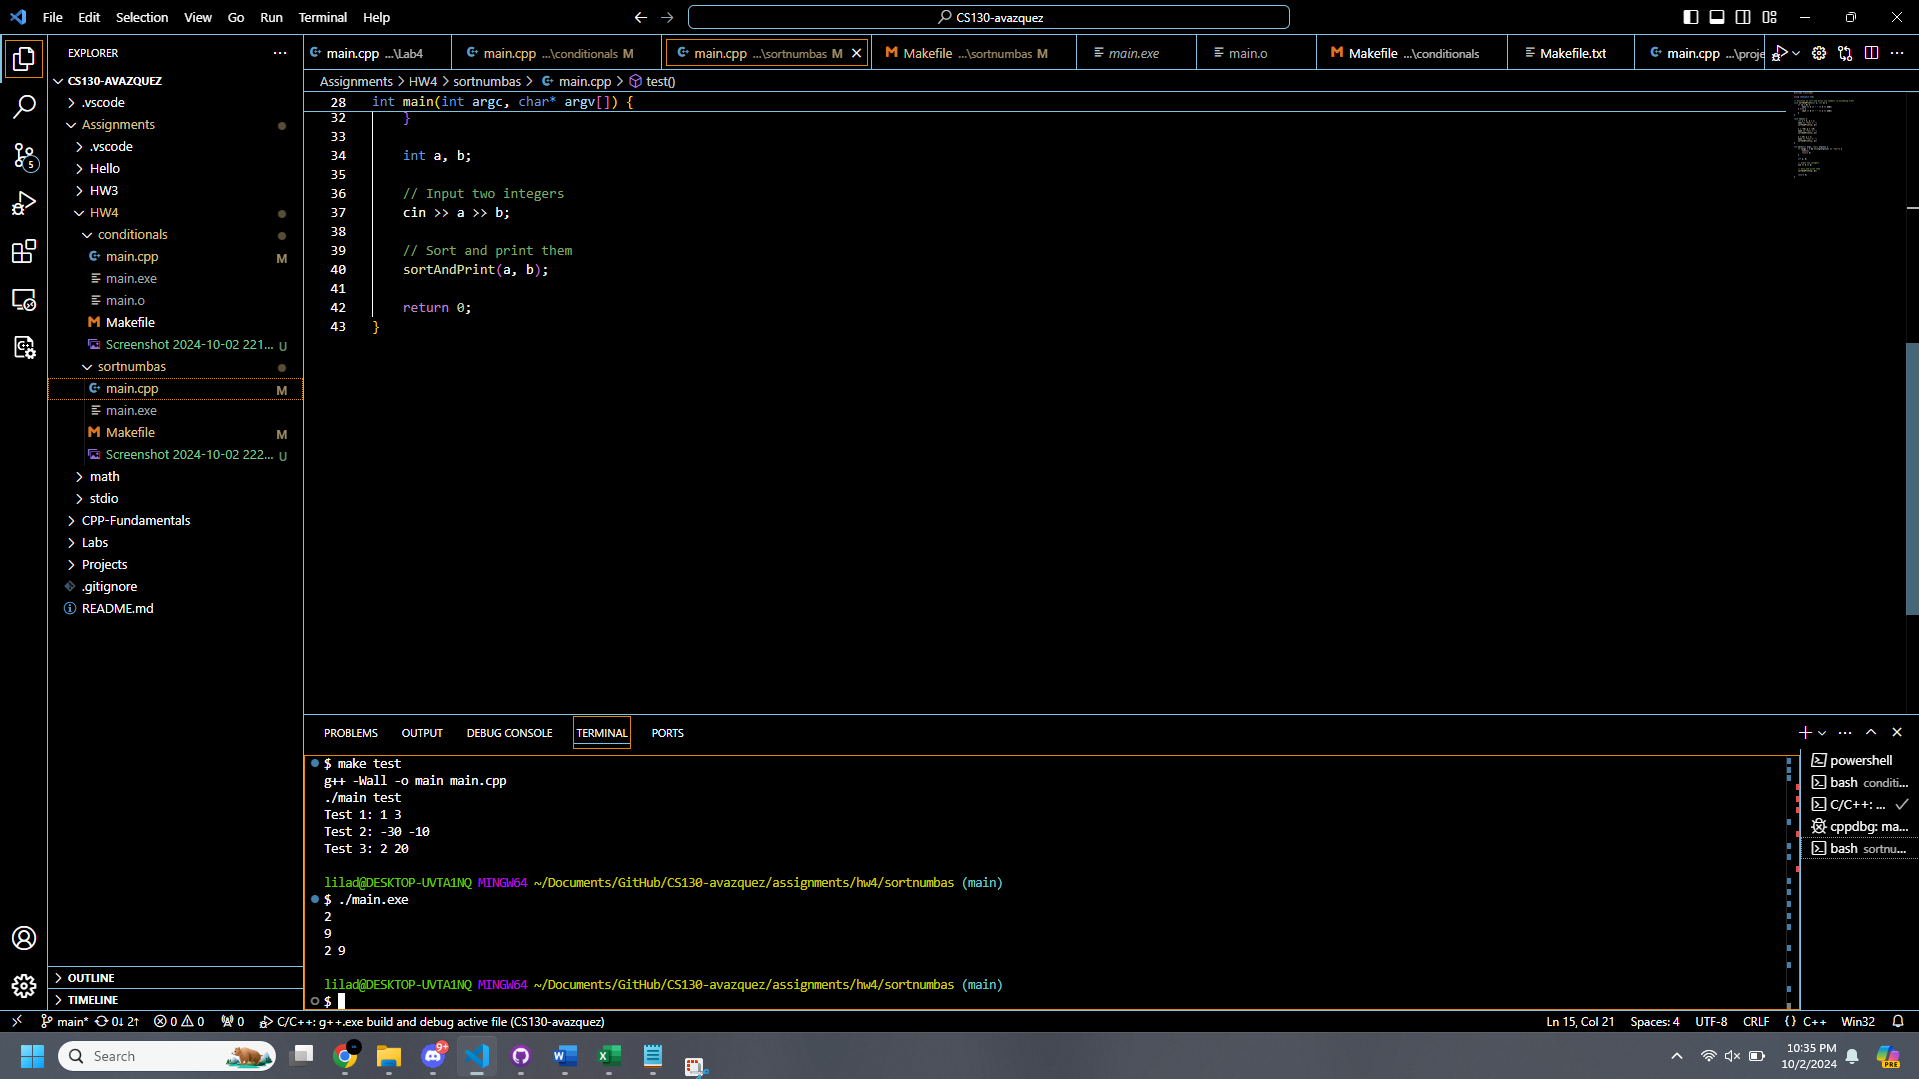 File Edit Selection View Go Run Terminal Help
CS130-avazquez
EXPLORER
CS130-AVAZQUEZ
.vscode
Assignments
.vscode
Hello
HW3
HW4
conditionals
main.cpp M
main.exe
main.o
Makefile
Screenshot 2024-10-02 221... U
sortnumbas
main.cpp M
main.exe
Makefile M
Screenshot 2024-10-02 222... U
math
stdio
CPP-Fundamentals
Labs
Projects
.gitignore
README.md
OUTLINE
TIMELINE
main.cpp ...\Lab4
main.cpp ...\conditionals M
main.cpp ...\sortnumbas M
Makefile ...\sortnumbas M
main.exe
main.o
Makefile ...\conditionals
Makefile.txt
main.cpp ...\proje
Assignments > HW4 > sortnumbas > main.cpp > test()
28 int main(int argc, char* argv[]) {
32 }
33
34 int a, b;
35
36 // Input two integers
37 cin >> a >> b;
38
39 // Sort and print them
40 sortAndPrint(a, b);
41
42 return 0;
43 }
PROBLEMS OUTPUT DEBUG CONSOLE TERMINAL PORTS
$ make test
g++ -Wall -o main main.cpp
./main test
Test 1: 1 3
Test 2: -30 -10
Test 3: 2 20
lilad@DESKTOP-UVTA1NQ MINGW64 ~/Documents/GitHub/CS130-avazquez/assignments/hw4/sortnumbas (main)
$ ./main.exe
2
9
2 9
lilad@DESKTOP-UVTA1NQ MINGW64 ~/Documents/GitHub/CS130-avazquez/assignments/hw4/sortnumbas (main)
$
powershell
bash conditi...
C/C++: ...
cppdbg: ma...
bash sortnu...
5
main* 0↓ 2↑ 0 0 0 C/C++: g++.exe build and debug active file (CS130-avazquez)
Ln 15, Col 21 Spaces: 4 UTF-8 CRLF {} C++ Win32
Search
9+
10:35 PM
10/2/2024
PRE